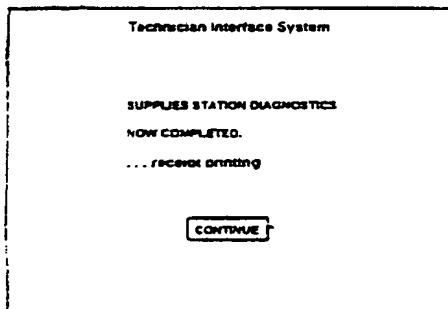 Technician Interface System
SUPPLIES STATION DIAGNOSTICS
NOW COMPLETED.
... receipt printing
CONTINUE